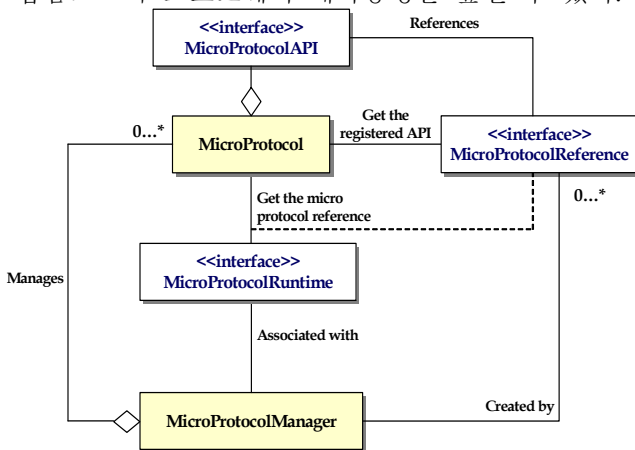 <<interface>>
MicroProtocolAPI
References
0...*
MicroProtocol
Get the
registered API
<<interface>>
MicroProtocolReference
Get the micro
protocol reference
0...*
<<interface>>
MicroProtocolRuntime
Manages
Associated with
MicroProtocolManager
Created by